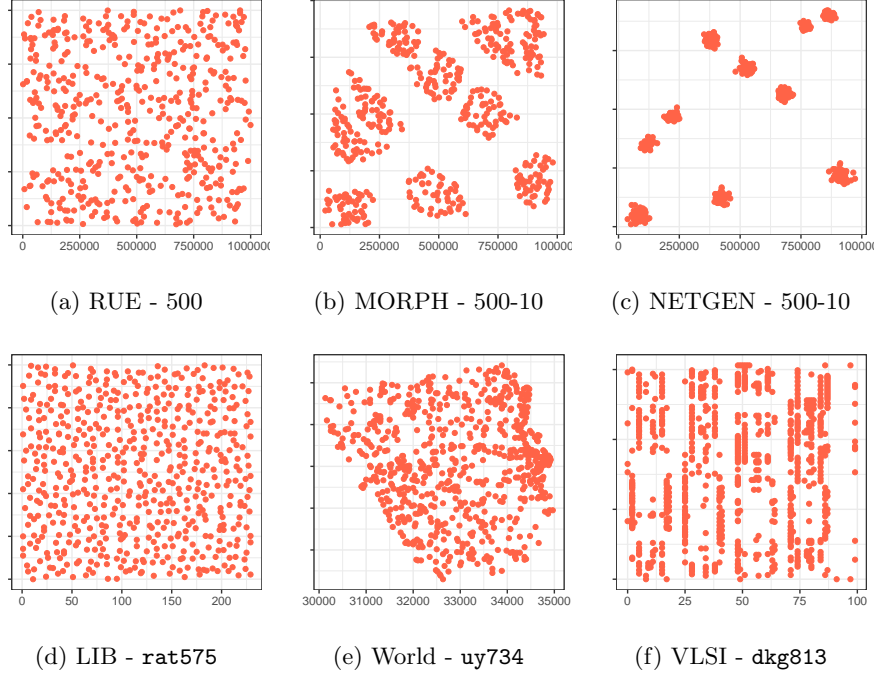 0 250000 500000 750000 1000000
0 250000 500000 750000 100000
0 250000 500000 750000 100000
(a) RUE - 500
(b) MORPH - 500-10
(c) NETGEN - 500-10
0 50 100 150 200
30000 31000 32000 33000 34000 35000
0 25 50 75 100
(d) LIB - rat575
(e) World - uy734
(f) VLSI - dkg813